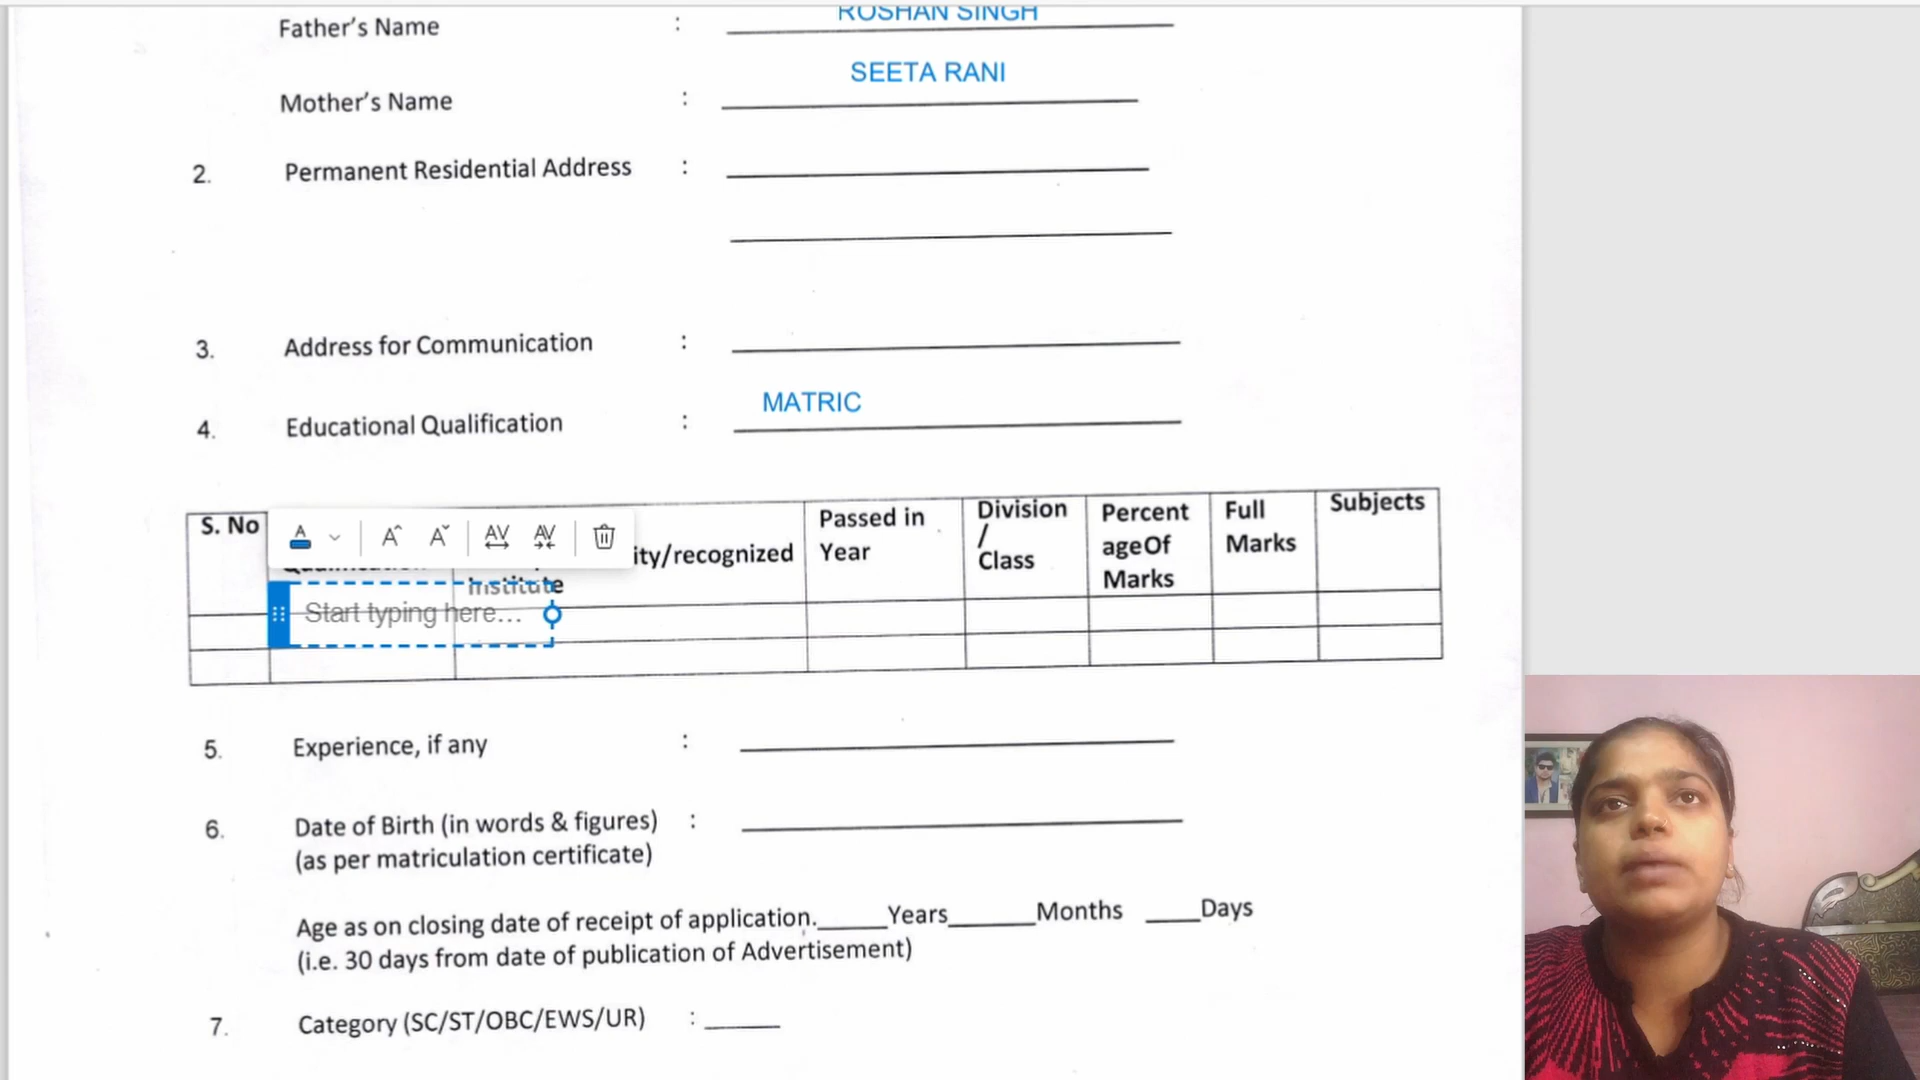 ROSHAN SINGH
Father's Name :
SEETA RANI
Mother's Name :
2. Permanent Residential Address :
3. Address for Communication :
MATRIC
4. Educational Qualification :
S. No
ity/recognized
Institute
Passed in
Year
Division
/
Class
Percent
ageOf
Marks
Full
Marks
Subjects
Start typing here...
5. Experience, if any :
6. Date of Birth (in words & figures) :
(as per matriculation certificate)
Age as on closing date of receipt of application._____Years______Months ____Days
(i.e. 30 days from date of publication of Advertisement)
7. Category (SC/ST/OBC/EWS/UR) :_____